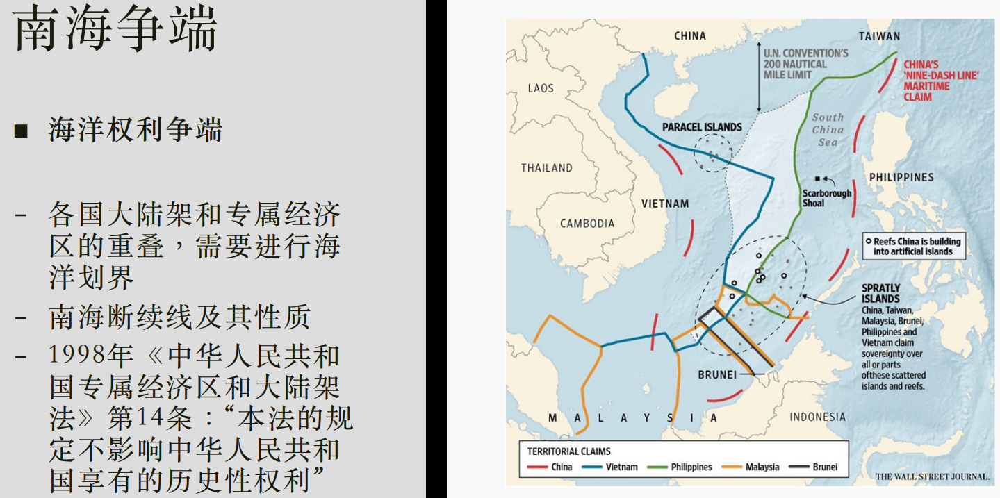 南海争端
■ 海洋权利争端
– 各国大陆架和专属经济
区的重叠，需要进行海
洋划界
– 南海断续线及其性质
– 1998年《中华人民共和
国专属经济区和大陆架
法》第14条：“本法的规
定不影响中华人民共和
国享有的历史性权利”
CHINA
TAIWAN
U.N. CONVENTION'S
200 NAUTICAL
MILE LIMIT
CHINA'S
'NINE-DASH LINE'
MARITIME
CLAIM
LAOS
South
China
Sea
PARACEL ISLANDS
THAILAND
PHILIPPINES
Scarborough
Shoal
VIETNAM
CAMBODIA
Reefs China is building
into artificial islands
SPRATLY
ISLANDS
China, Taiwan,
Malaysia, Brunei,
Philippines and
Vietnam claim
sovereignty over
all or parts
ofthese scattered
islands and reefs.
BRUNEI
MALAYSIA
INDONESIA
TERRITORIAL CLAIMS
China Vietnam Philippines Malaysia Brunei
THE WALL STREET JOURNAL.